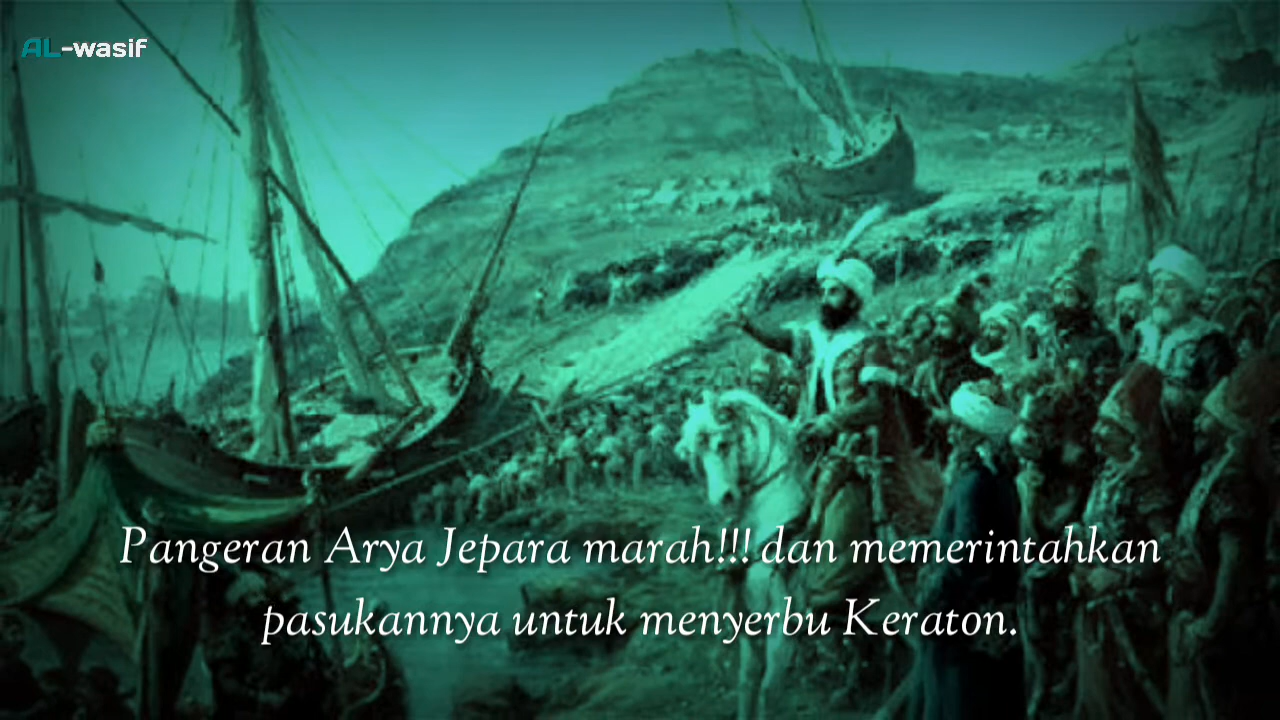 AL-wasif
Pangeran Arya Jepara marah!!! dan memerintahkan
pasukannya untuk menyerbu Keraton.